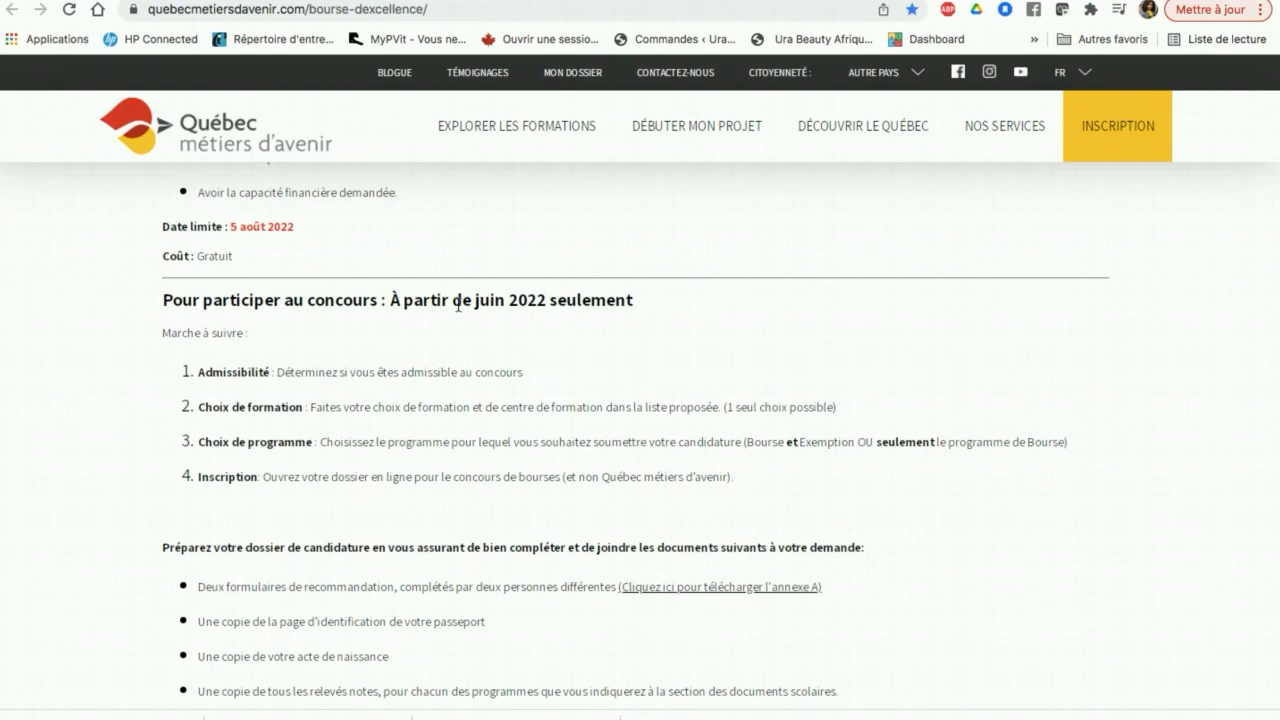 quebecmetiersdavenir.com/bourse-dexcellence/
ABP
Mettre à jour
Applications
HP Connected
Répertoire d'entre...
MyPVit - Vous ne...
Ouvrir une sessio...
Commandes ‹ Ura...
Ura Beauty Afriqu...
Dashboard
»
Autres favoris
Liste de lecture
BLOGUE
TÉMOIGNAGES
MON DOSSIER
CONTACTEZ-NOUS
CITOYENNETÉ :
AUTRE PAYS
FR
Québec
métiers d'avenir
EXPLORER LES FORMATIONS
DÉBUTER MON PROJET
DÉCOUVRIR LE QUÉBEC
NOS SERVICES
INSCRIPTION
Avoir la capacité financière demandée.
Date limite : 5 août 2022
Coût : Gratuit
Pour participer au concours : À partir de juin 2022 seulement
Marche à suivre :
1. Admissibilité : Déterminez si vous êtes admissible au concours
2. Choix de formation : Faites votre choix de formation et de centre de formation dans la liste proposée. (1 seul choix possible)
3. Choix de programme : Choisissez le programme pour lequel vous souhaitez soumettre votre candidature (Bourse et Exemption OU seulement le programme de Bourse)
4. Inscription: Ouvrez votre dossier en ligne pour le concours de bourses (et non Québec métiers d'avenir).
Préparez votre dossier de candidature en vous assurant de bien compléter et de joindre les documents suivants à votre demande:
Deux formulaires de recommandation, complétés par deux personnes différentes (Cliquez ici pour télécharger l'annexe A)
Une copie de la page d'identification de votre passeport
Une copie de votre acte de naissance
Une copie de tous les relevés notes, pour chacun des programmes que vous indiquerez à la section des documents scolaires.